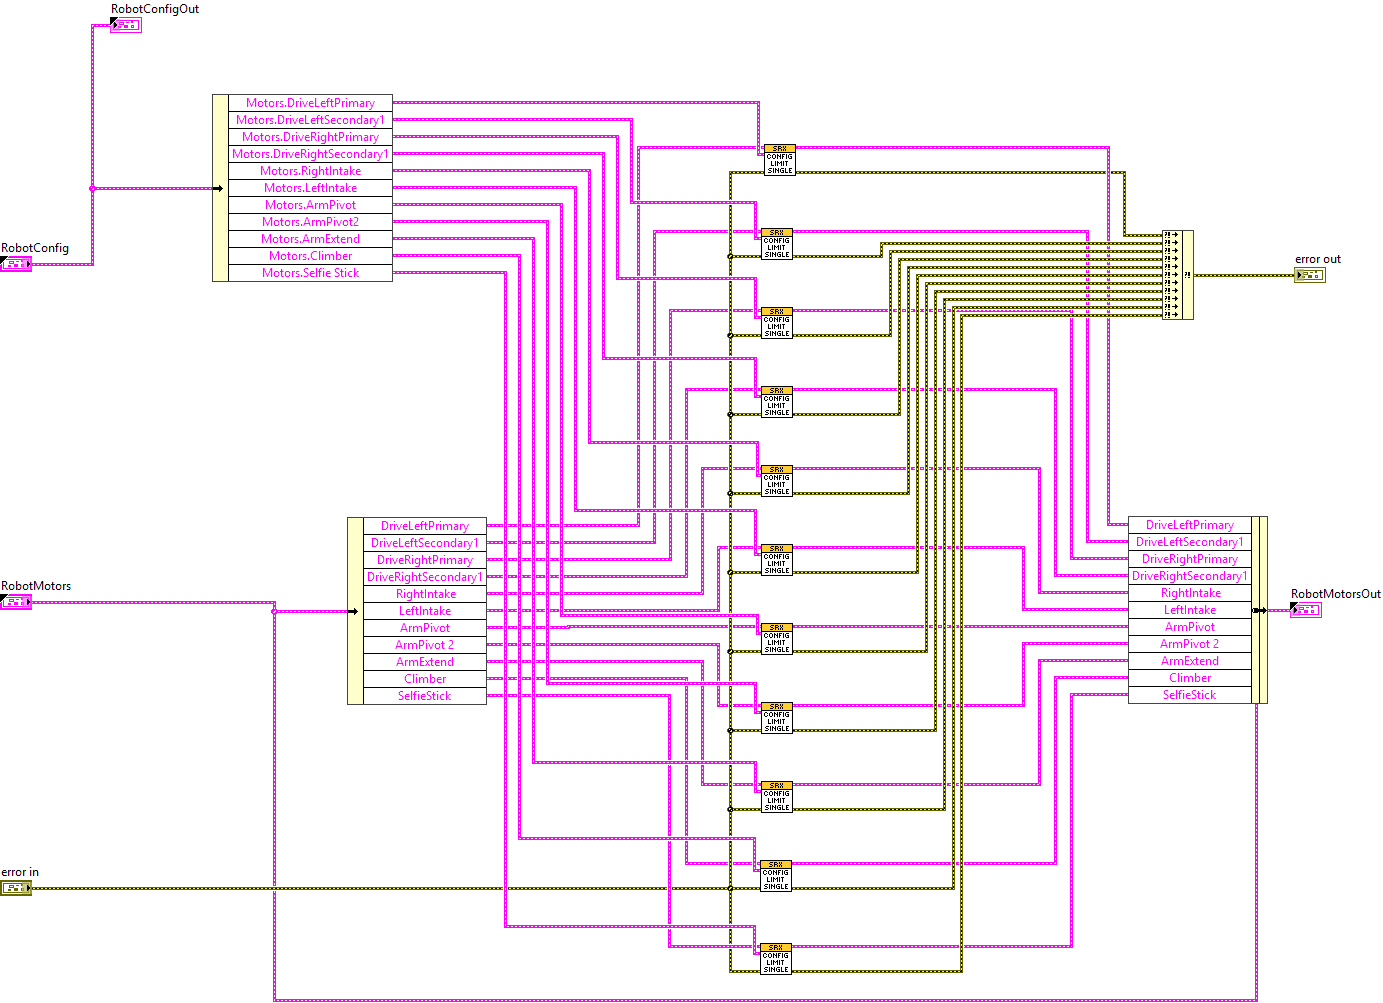 RobotConfigOut
Motors.DriveLeftPrimary
Motors.DriveLeftSecondary1
Motors.DriveRightPrimary
Motors.DriveRightSecondary1
Motors.RightIntake
Motors.LeftIntake
Motors.ArmPivot
Motors.ArmPivot2
Motors.ArmExtend
Motors.Climber
Motors.Selfie Stick
RobotConfig
SRX
CONFIG
LIMIT
SINGLE
SRX
CONFIG
LIMIT
SINGLE
error out
SRX
CONFIG
LIMIT
SINGLE
SRX
CONFIG
LIMIT
SINGLE
SRX
CONFIG
LIMIT
SINGLE
DriveLeftPrimary
DriveLeftSecondary1
DriveRightPrimary
DriveRightSecondary1
RightIntake
LeftIntake
ArmPivot
ArmPivot 2
ArmExtend
Climber
SelfieStick
RobotMotors
SRX
CONFIG
LIMIT
SINGLE
SRX
CONFIG
LIMIT
SINGLE
DriveLeftPrimary
DriveLeftSecondary1
DriveRightPrimary
DriveRightSecondary1
RightIntake
LeftIntake
ArmPivot
ArmPivot 2
ArmExtend
Climber
SelfieStick
RobotMotorsOut
SRX
CONFIG
LIMIT
SINGLE
SRX
CONFIG
LIMIT
SINGLE
error in
SRX
CONFIG
LIMIT
SINGLE
SRX
CONFIG
LIMIT
SINGLE